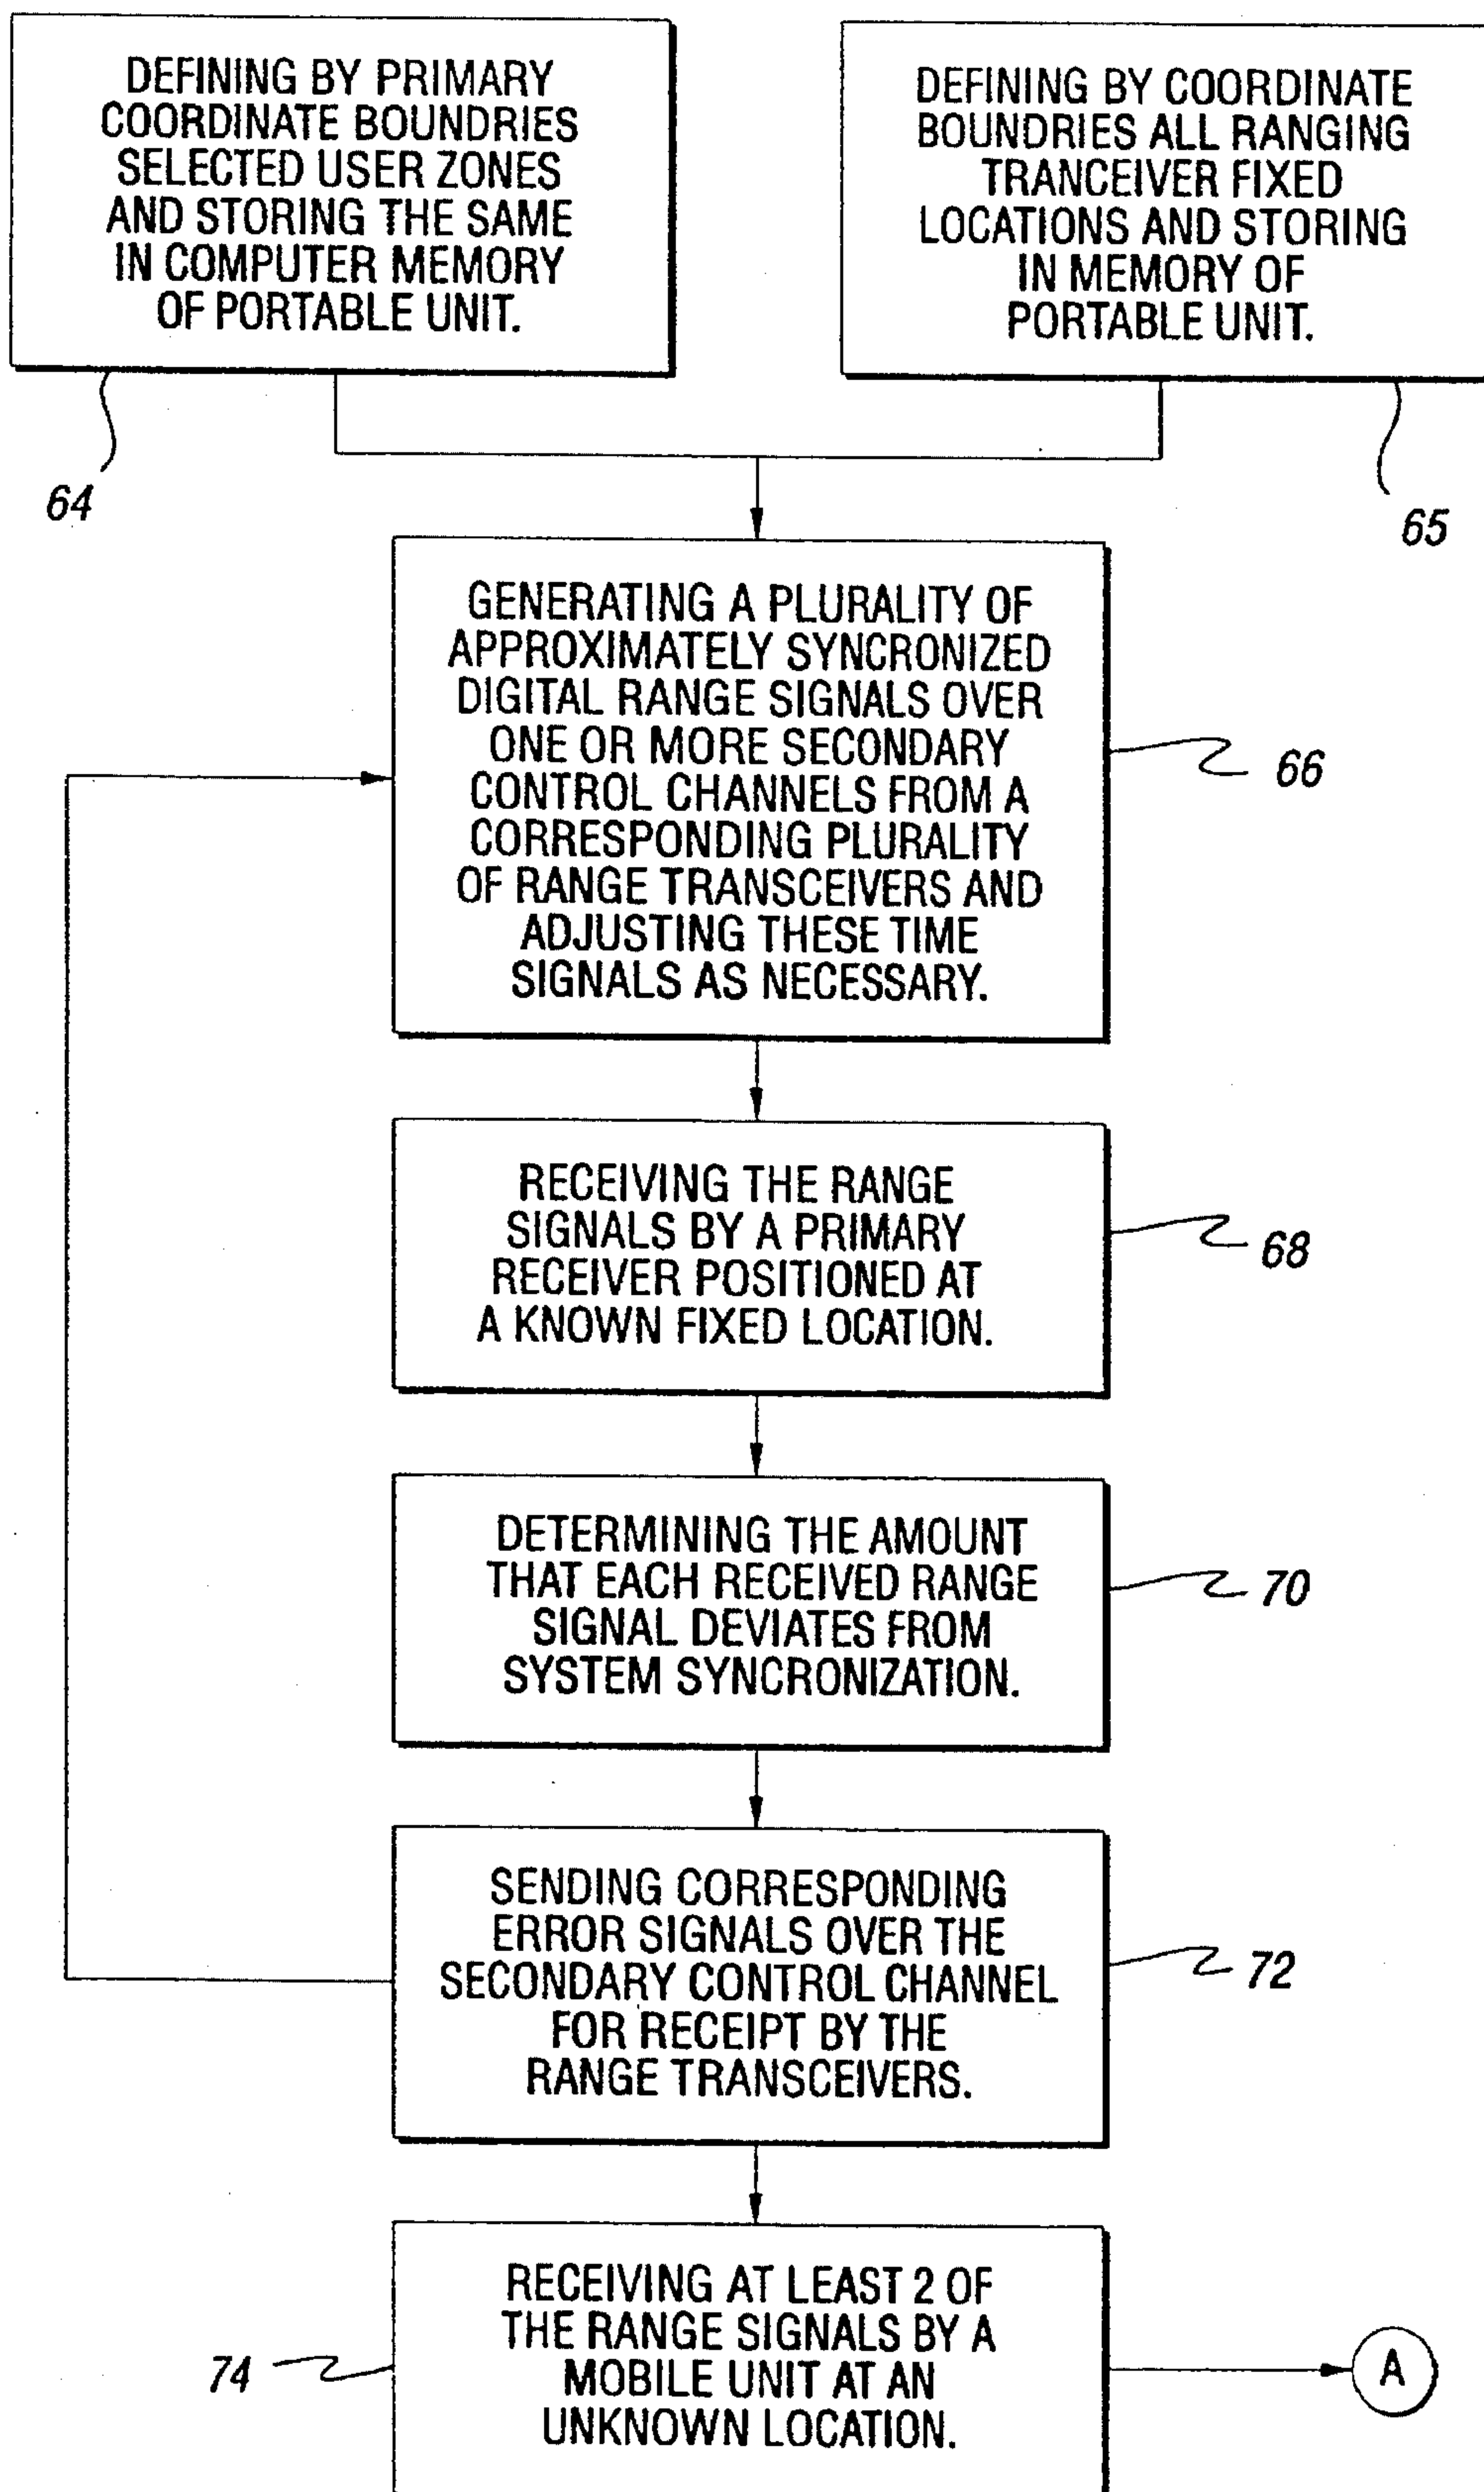 DEFINING BY PRIMARY
COORDINATE BOUNDRIES
SELECTED USER ZONES
AND STORING THE SAME
IN COMPUTER MEMORY
OF PORTABLE UNIT.
64
DEFINING BY COORDINATE
BOUNDRIES ALL RANGING
TRANCEIVER FIXED
LOCATIONS AND STORING
IN MEMORY OF
PORTABLE UNIT.
65
GENERATING A PLURALITY OF
APPROXIMATELY SYNCRONIZED
DIGITAL RANGE SIGNALS OVER
ONE OR MORE SECONDARY
CONTROL CHANNELS FROM A
CORRESPONDING PLURALITY
OF RANGE TRANSCEIVERS AND
ADJUSTING THESE TIME
SIGNALS AS NECESSARY.
66
RECEIVING THE RANGE
SIGNALS BY A PRIMARY
RECEIVER POSITIONED AT
A KNOWN FIXED LOCATION.
68
DETERMINING THE AMOUNT
THAT EACH RECEIVED RANGE
SIGNAL DEVIATES FROM
SYSTEM SYNCRONIZATION.
70
SENDING CORRESPONDING
ERROR SIGNALS OVER THE
SECONDARY CONTROL CHANNEL
FOR RECEIPT BY THE
RANGE TRANSCEIVERS.
72
RECEIVING AT LEAST 2 OF
THE RANGE SIGNALS BY A
MOBILE UNIT AT AN
UNKNOWN LOCATION.
74
A